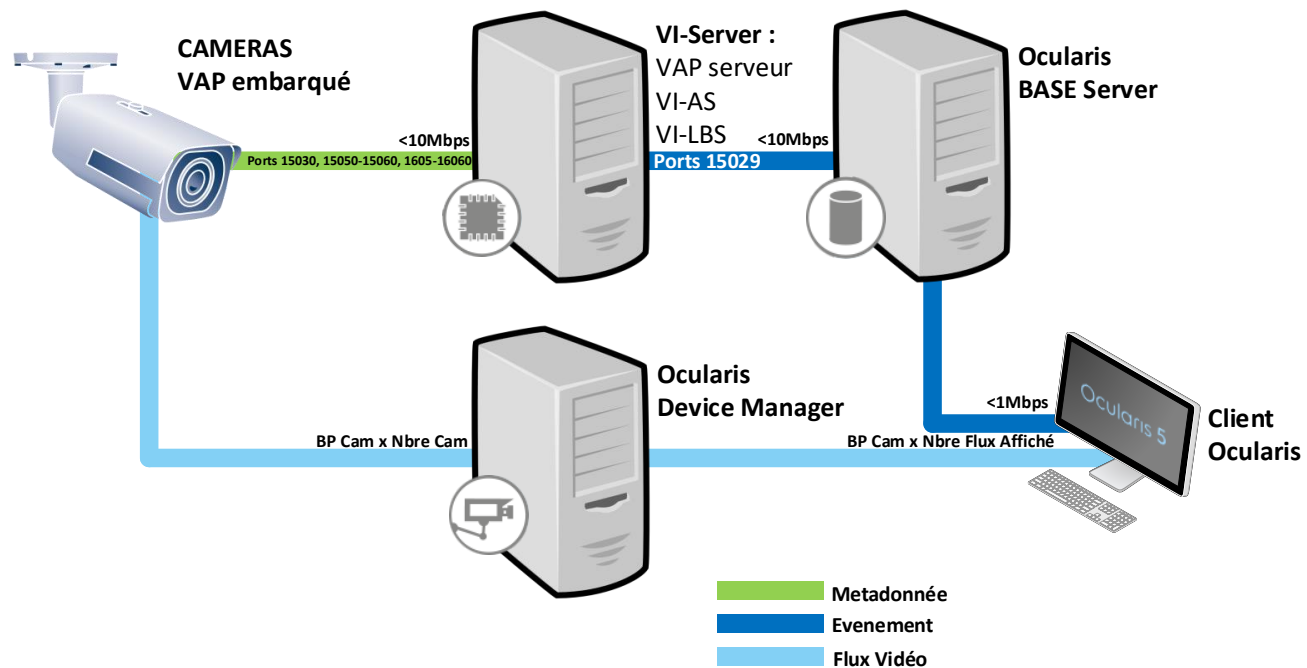 CAMERAS
VAP embarqué
<10Mbps
Ports 15030, 15050-15060, 1605-16060
VI-Server :
VAP serveur
VI-AS
VI-LBS
<10Mbps
Ports 15029
Ocularis
BASE Server
Ocularis
Device Manager
BP Cam x Nbre Cam
<1Mbps
BP Cam x Nbre Flux Affiché
Ocularis 5
Client
Ocularis
Metadonnée
Evenement
Flux Vidéo